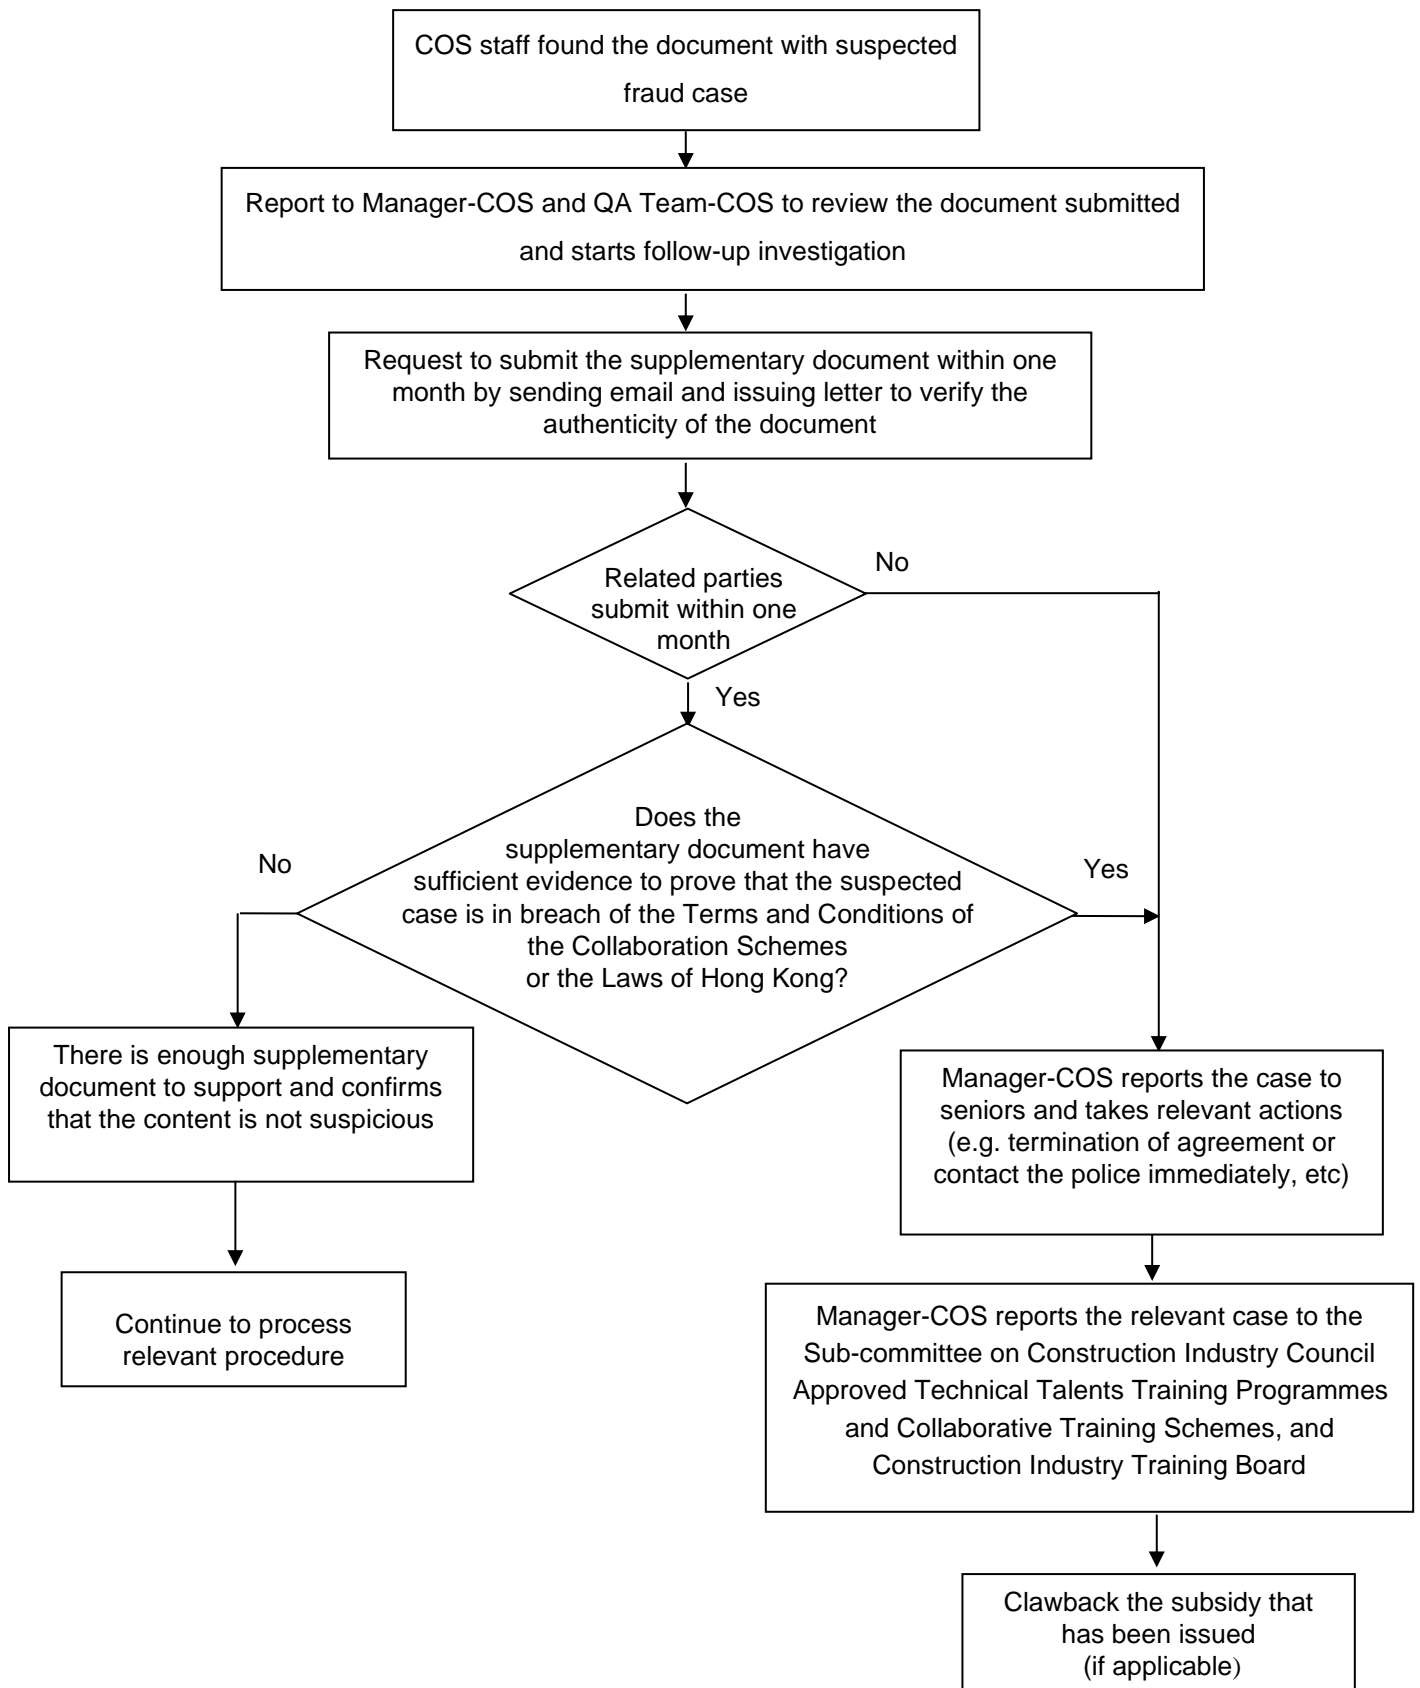 COS staff found the document with suspected
fraud case
Report to Manager-COS and QA Team-COS to review the document submitted
and starts follow-up investigation
Request to submit the supplementary document within one
month by sending email and issuing letter to verify the
authenticity of the document
Related parties
submit within one
month
No
Yes
Does the
supplementary document have
sufficient evidence to prove that the suspected
case is in breach of the Terms and Conditions of
the Collaboration Schemes
or the Laws of Hong Kong?
No
Yes
There is enough supplementary
document to support and confirms
that the content is not suspicious
Continue to process
relevant procedure
Manager-COS reports the case to
seniors and takes relevant actions
(e.g. termination of agreement or
contact the police immediately, etc)
Manager-COS reports the relevant case to the
Sub-committee on Construction Industry Council
Approved Technical Talents Training Programmes
and Collaborative Training Schemes, and
Construction Industry Training Board
Clawback the subsidy that
has been issued
(if applicable)